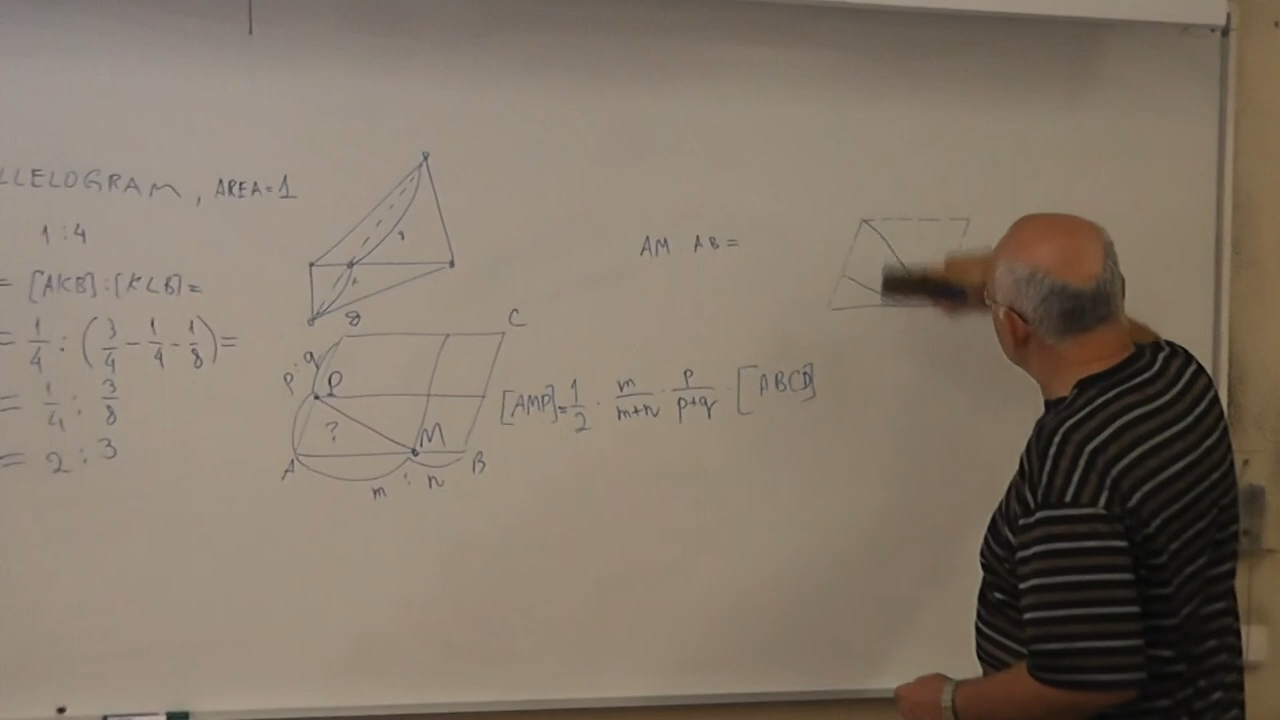 LLELOGRAM, AREA=1
1:4
= [AKB]:[KLB]=
= 1/4 : (3/4 - 1/4 - 1/8) =
= 1/4 : 3/8
= 2:3
8
C
p:q
P
?
A
M
B
m : n
[AMP]= 1/2 · m/(m+n) · p/(p+q) · [ABCD]
AM : AB =